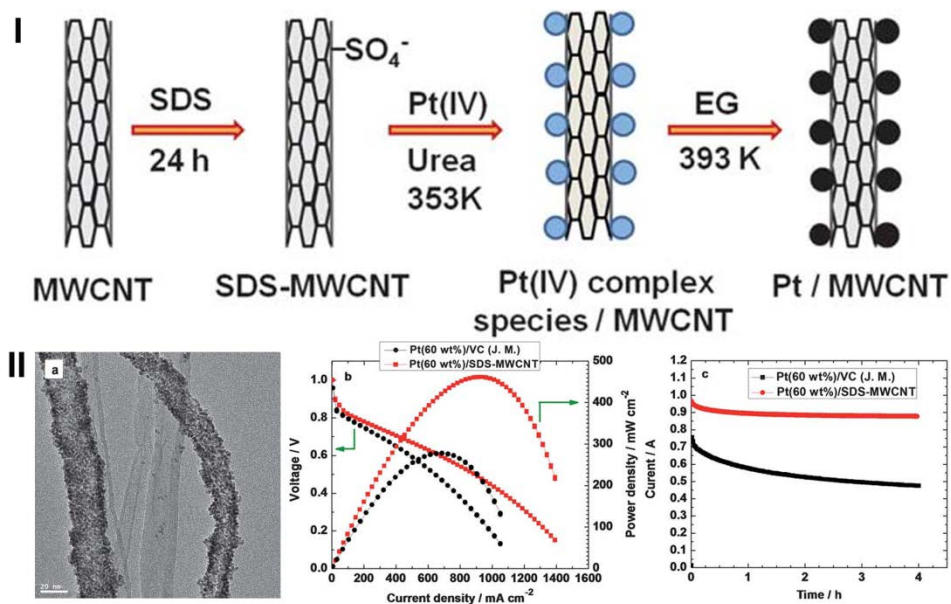 I
SDS
24 h
–SO₄⁻
Pt(IV)
Urea
353K
EG
393 K
MWCNT
SDS-MWCNT
Pt(IV) complex
species / MWCNT
Pt / MWCNT
II
a
20 nm
b
Pt(60 wt%)/VC (J. M.)
Pt(60 wt%)/SDS-MWCNT
Voltage / V
1.0
0.8
0.6
0.4
0.2
0.0
0 200 400 600 800 1000 1200 1400 1600
Current density / mA cm⁻²
500
400
300
200
100
0
Power density / mW cm⁻²
c
Pt(60 wt%)/VC (J. M.)
Pt(60 wt%)/SDS-MWCNT
Current / A
1.2
1.1
1.0
0.9
0.8
0.7
0.6
0.5
0.4
0.3
0.2
0.1
0.0
0 1 2 3 4 5
Time / h